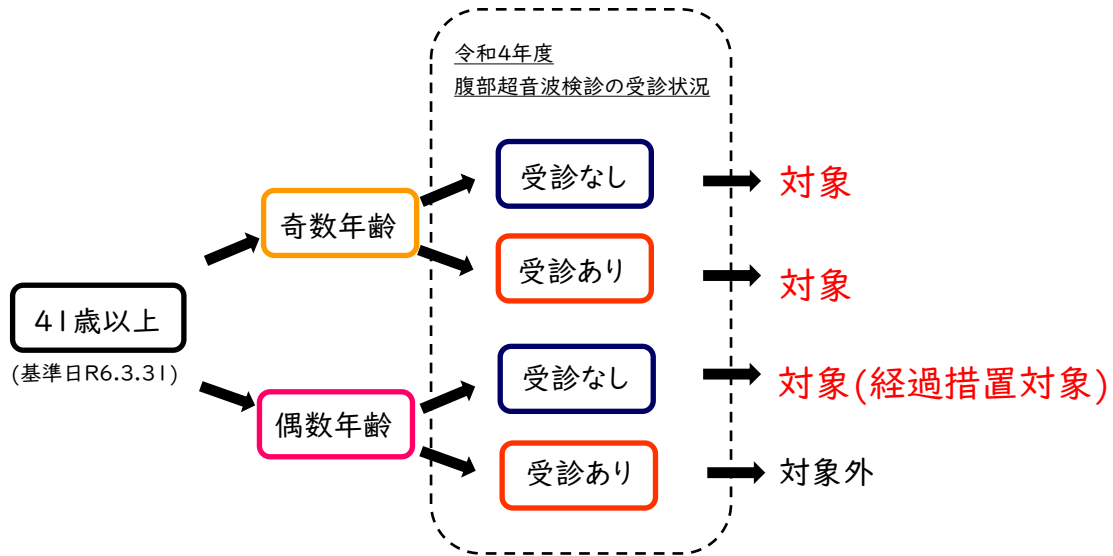 令和4年度
腹部超音波検診の受診状況
41歳以上
(基準日R6.3.31)
奇数年齢
受診なし
対象
受診あり
対象
偶数年齢
受診なし
対象(経過措置対象)
受診あり
対象外